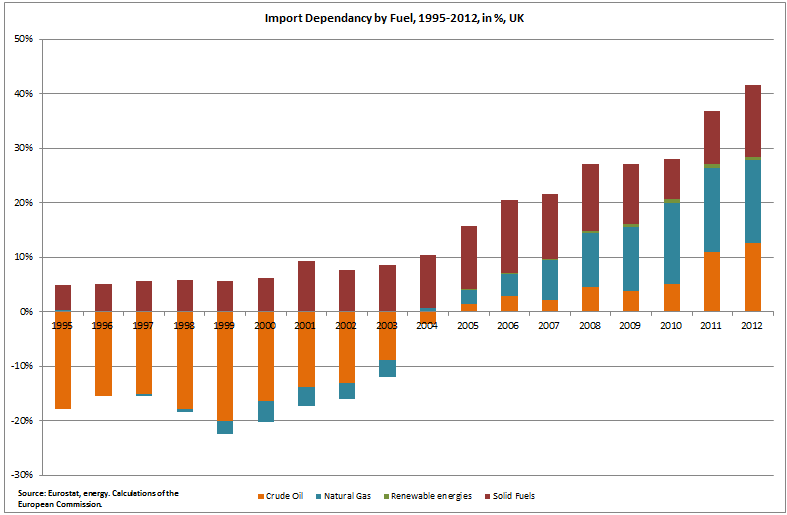 Import Dependancy by Fuel, 1995-2012, in %, UK
50%
40%
30%
20%
10%
0%
1995 1996 1997 1998 1999 2000 2001 2002 2003 2004 2005 2006 2007 2008 2009 2010 2011 2012
-10%
-20%
-30%
Source: Eurostat, energy. Calculations of the
European Commission.
Crude Oil Natural Gas Renewable energies Solid Fuels